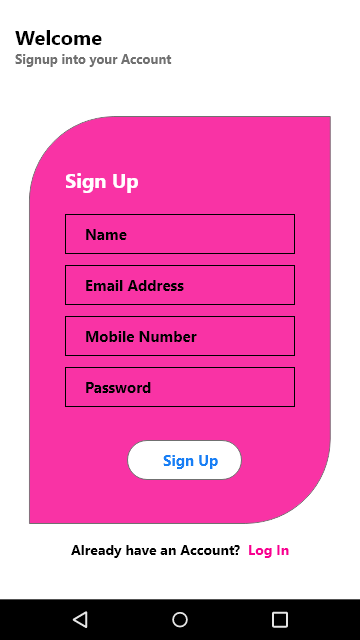 Welcome
Signup into your Account
Sign Up
Name
Email Address
Mobile Number
Password
Sign Up
Already have an Account? Log In